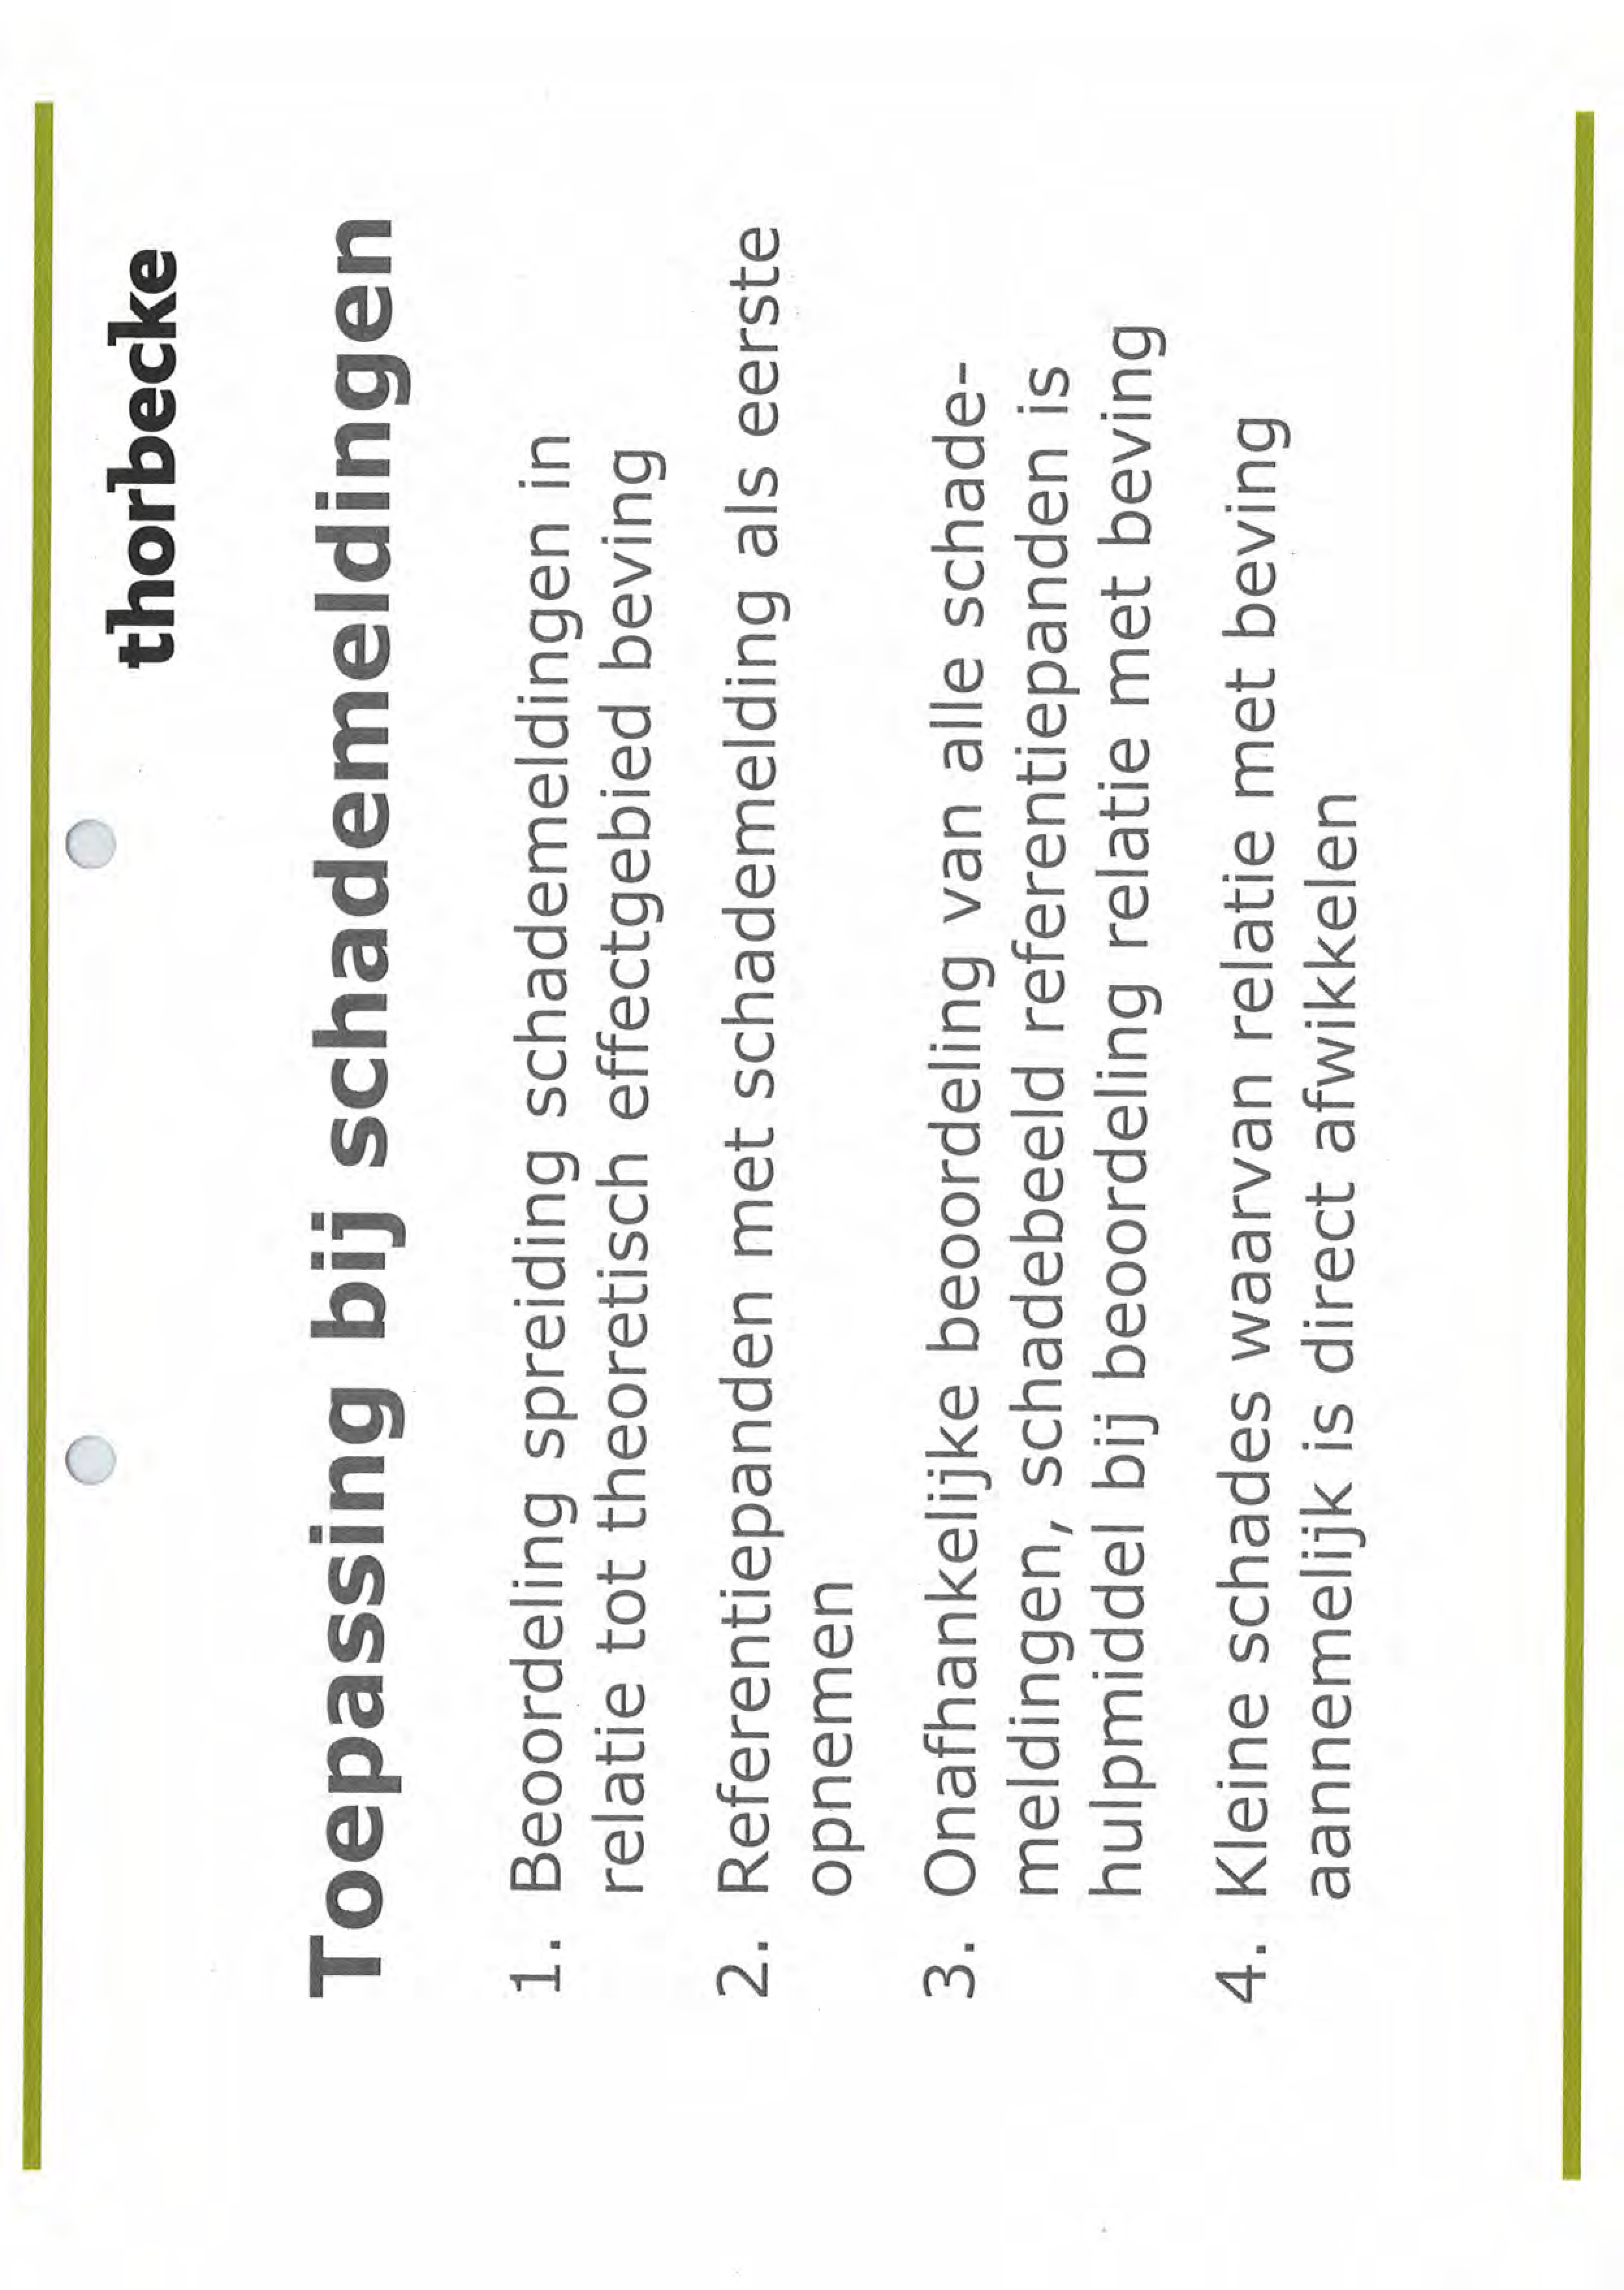 thorbecke
Toepassing bij schademeldingen
1. Beoordeling spreiding schademeldingen in
relatie tot theoretisch effectgebied beving
2. Referentiepanden met schademelding als eerste
opnemen
3. Onafhankelijke beoordeling van alle schade-
meldingen, schadebeeld referentiepanden is
hulpmiddel bij beoordeling relatie met beving
4. Kleine schades waarvan relatie met beving
aannemelijk is direct afwikkelen